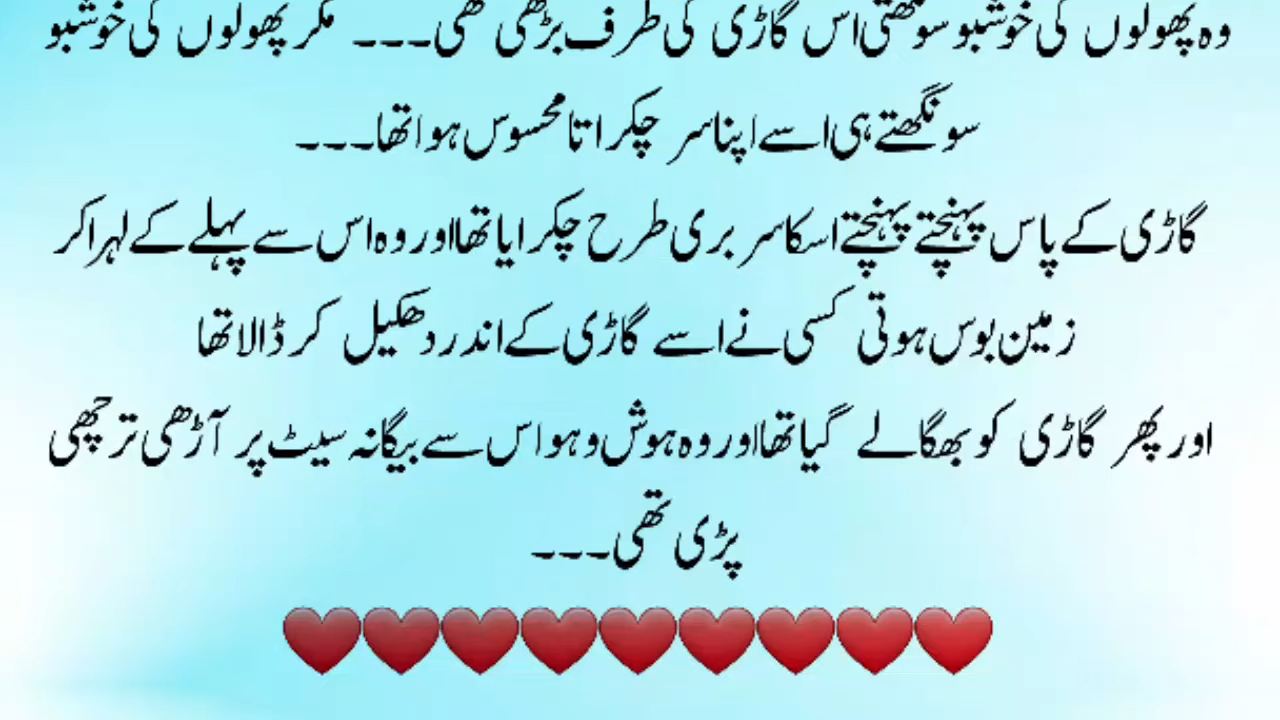 وہ پھولوں کی خوشبو سونگھتی اس گاڑی کی طرف بڑھی تھی۔۔۔ مگر پھولوں کی خوشبو
سونگھتے ہی اسے اپنا سر چکراتا محسوس ہوا تھا۔۔۔
گاڑی کے پاس پہنچتے پہنچتے اسکا سر بری طرح چکرایا تھا اور وہ اس سے پہلے کے لہرا کر
زمین بوس ہوتی کسی نے اسے گاڑی کے اندر دھکیل کر ڈالا تھا
اور پھر گاڑی کو بھگا لے گیا تھا اور وہ ہوش و ہواس سے بیگانہ سیٹ پر آڑھی ترچھی
پڑی تھی۔۔۔
❤️❤️❤️❤️❤️❤️❤️❤️❤️